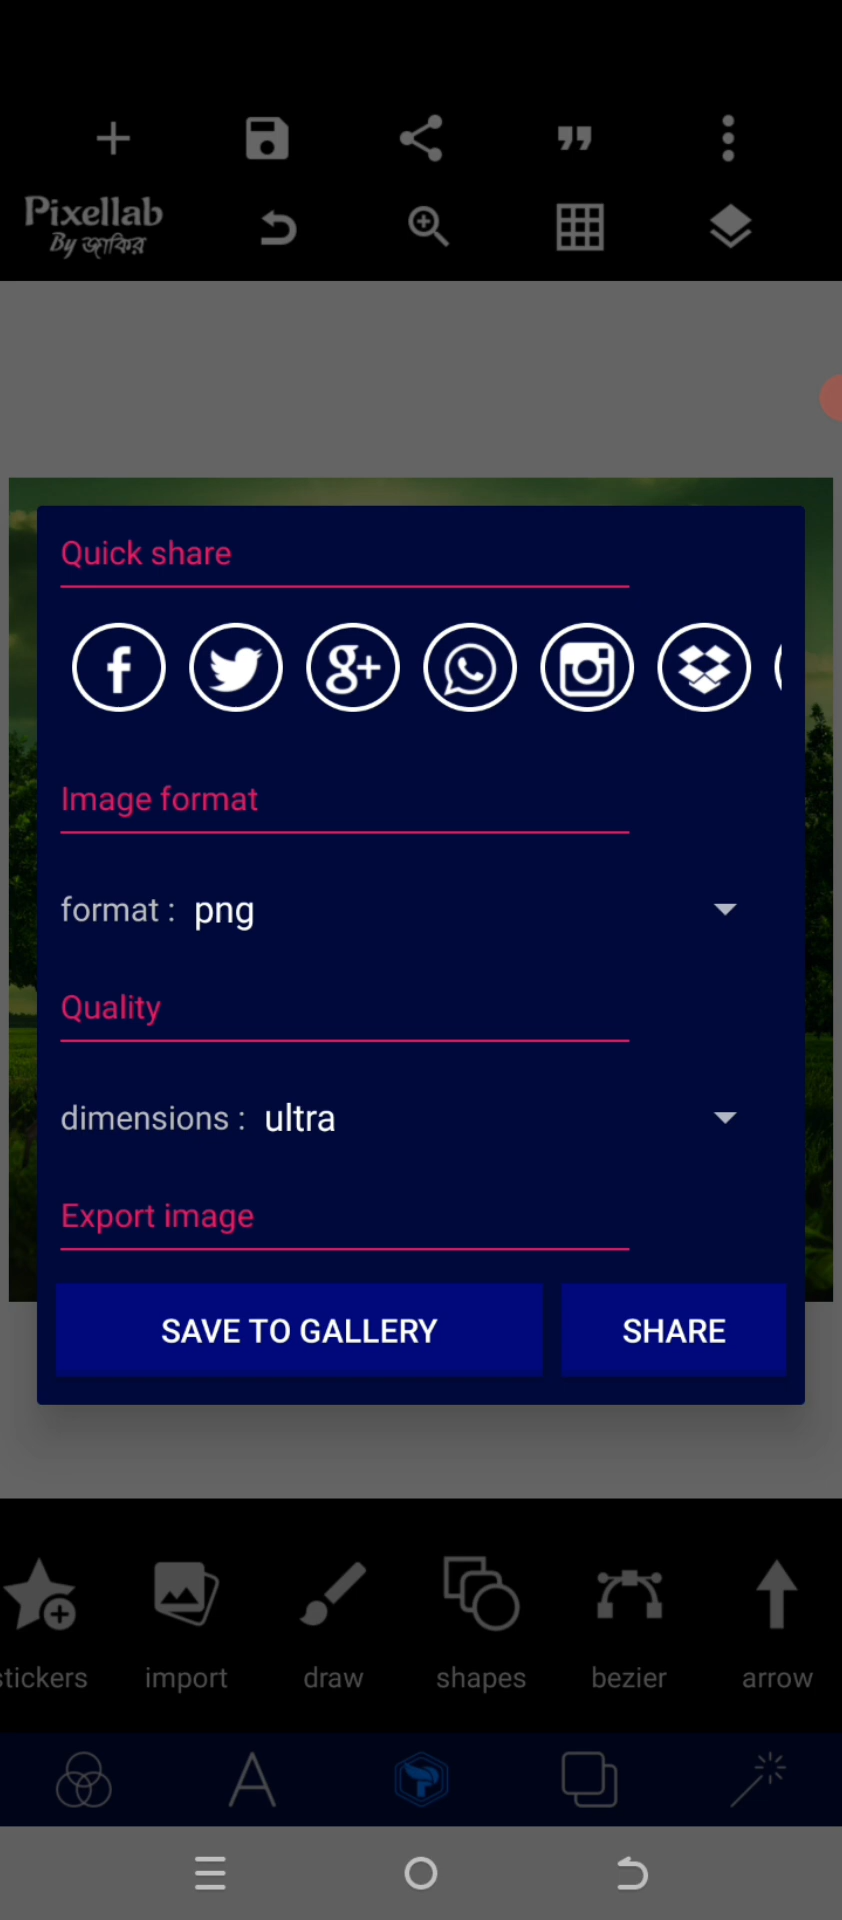 Pixellab
By জাকির
Quick share
Image format
format : png
Quality
dimensions : ultra
Export image
SAVE TO GALLERY
SHARE
stickers
import
draw
shapes
bezier
arrow